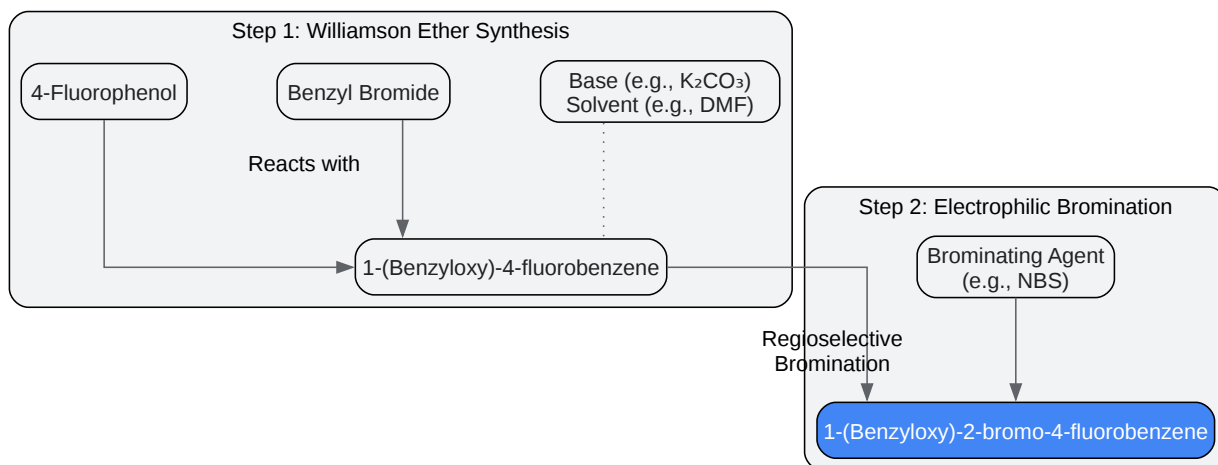 Step 1: Williamson Ether Synthesis
4-Fluorophenol
Benzyl Bromide
Base (e.g., K₂CO₃)
Solvent (e.g., DMF)
Reacts with
1-(Benzyloxy)-4-fluorobenzene
Step 2: Electrophilic Bromination
Brominating Agent
(e.g., NBS)
Regioselective
Bromination
1-(Benzyloxy)-2-bromo-4-fluorobenzene